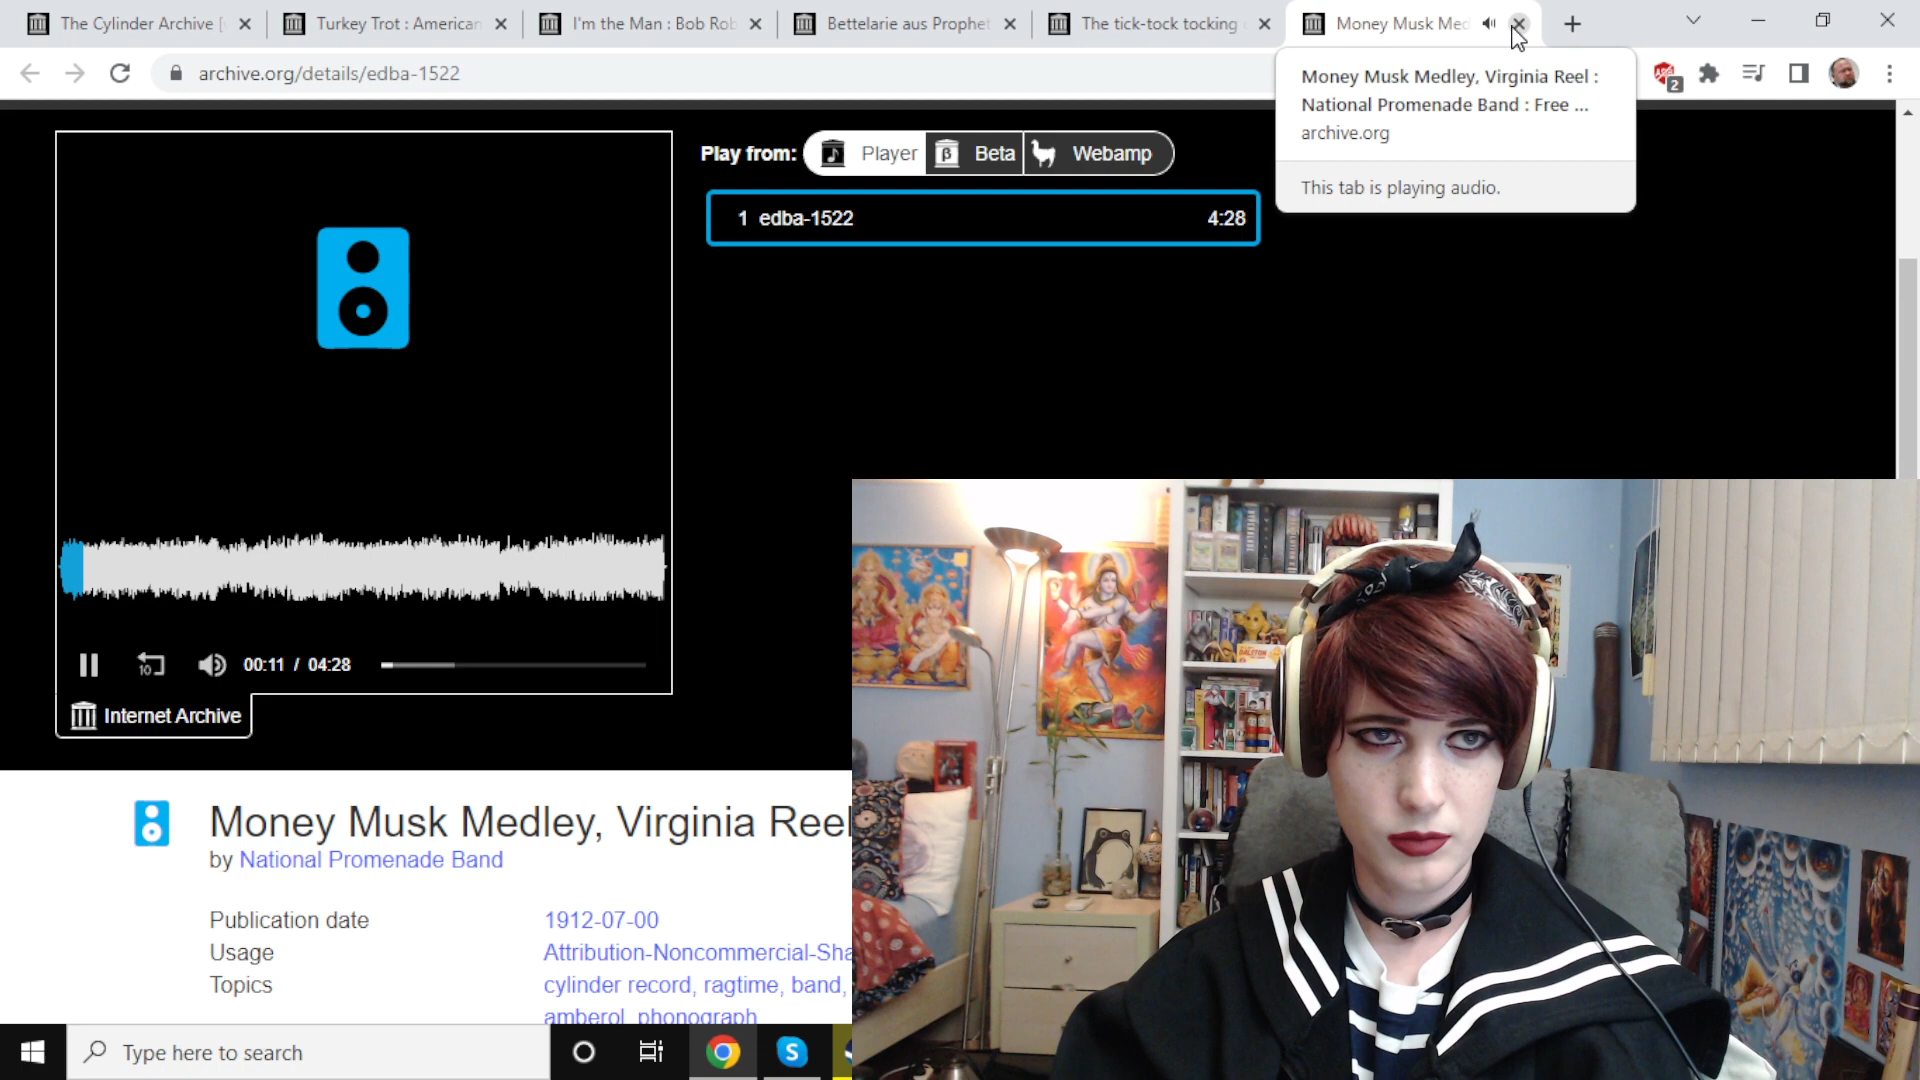 The Cylinder Archive
Turkey Trot : American
I'm the Man : Bob Rob
Bettelarie aus Prophet
The tick-tock tocking
Money Musk Med
archive.org/details/edba-1522
2
Money Musk Medley, Virginia Reel :
National Promenade Band : Free ...
archive.org
This tab is playing audio.
Play from:
Player
β Beta
Webamp
1 edba-1522 4:28
10
00:11 / 04:28
Internet Archive
Money Musk Medley, Virginia Reel
by National Promenade Band
Publication date 1912-07-00
Usage Attribution-Noncommercial-Sha
Topics cylinder record, ragtime, band,
amberol, phonograph
Type here to search
S